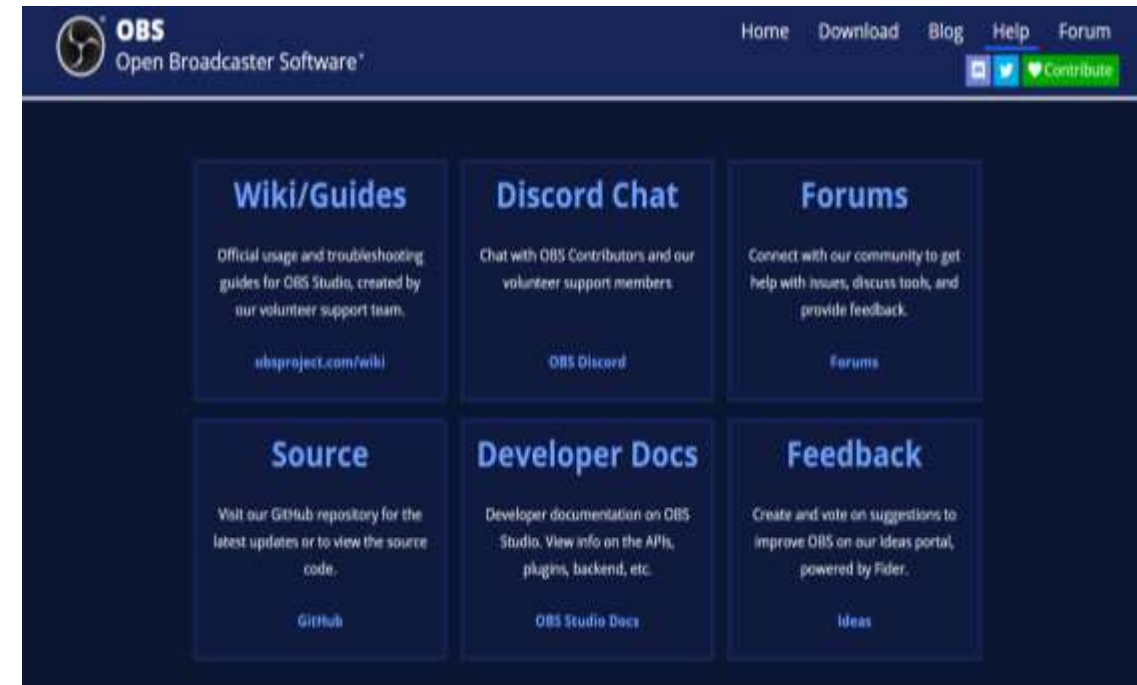 OBS
Open Broadcaster Software®
Home Download Blog Help Forum
Contribute
Wiki/Guides
Official usage and troubleshooting
guides for OBS Studio, created by
our volunteer support team.
obsproject.com/wiki
Discord Chat
Chat with OBS Contributors and our
volunteer support members
OBS Discord
Forums
Connect with our community to get
help with issues, discuss tools, and
provide feedback.
Forums
Source
Visit our GitHub repository for the
latest updates or to view the source
code.
GitHub
Developer Docs
Developer documentation on OBS
Studio. View info on the APIs,
plugins, backend, etc.
OBS Studio Docs
Feedback
Create and vote on suggestions to
improve OBS on our Ideas portal,
powered by Fider.
Ideas